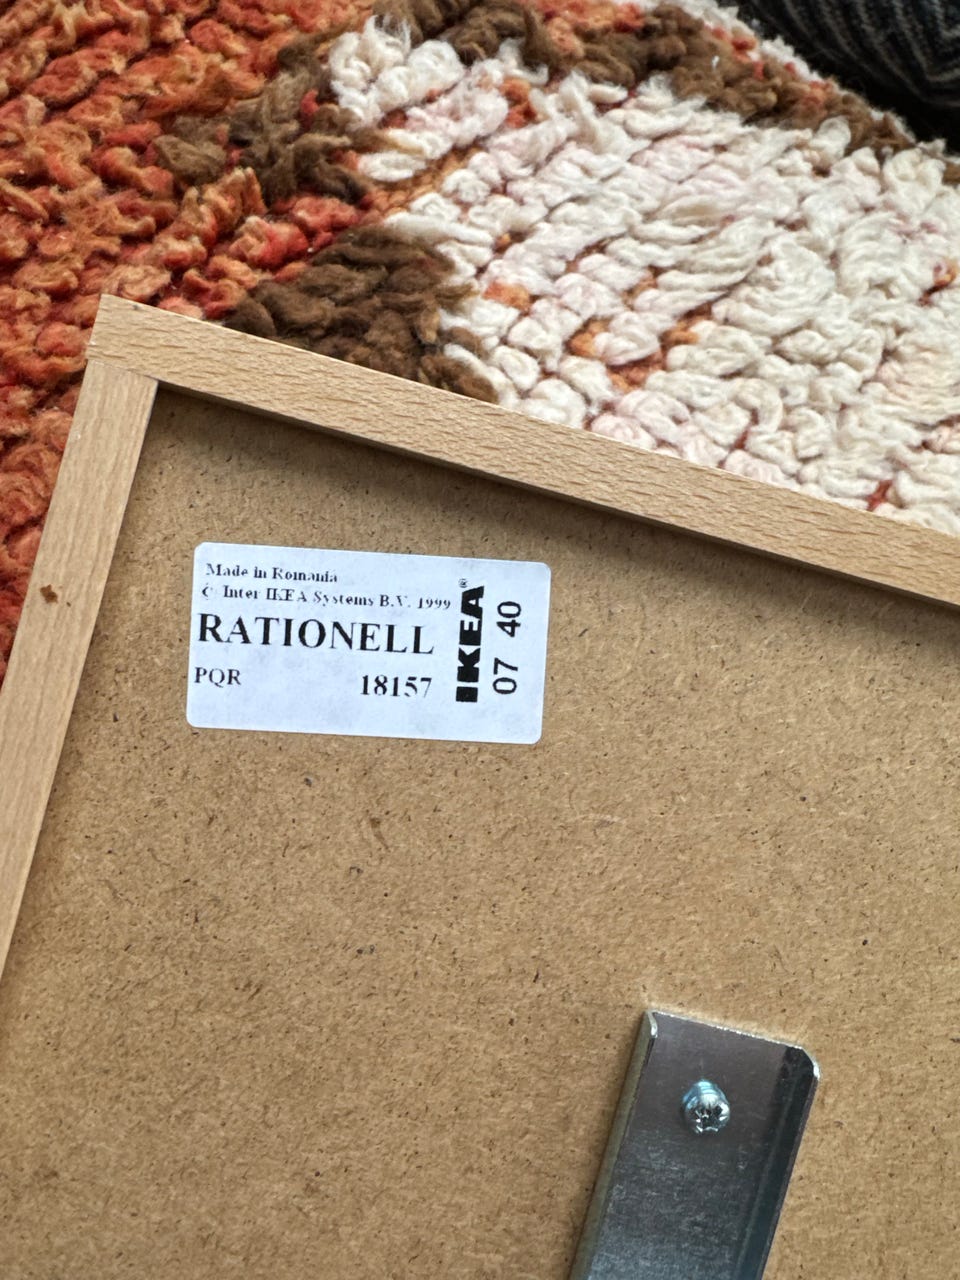 Made in Romania
© Inter IKEA Systems B.V. 1999
RATIONELL
PQR 18157
IKEA®
07 40